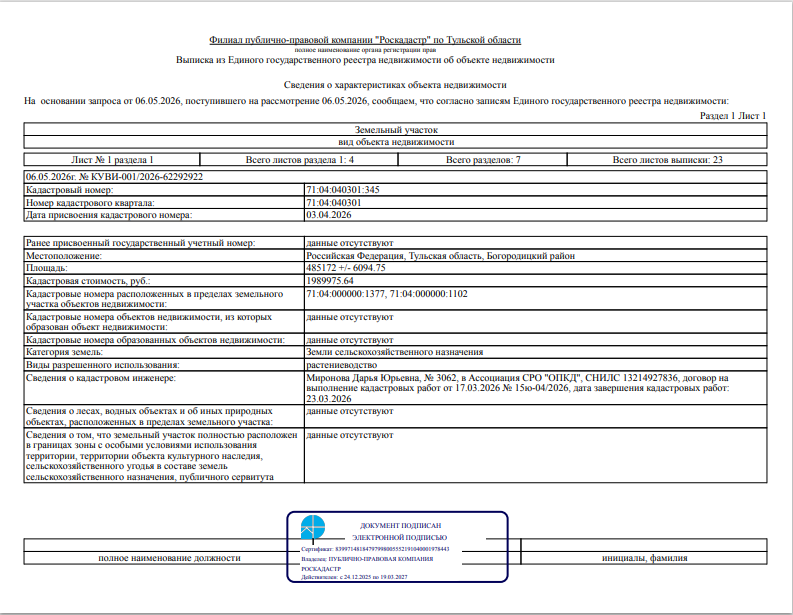 Филиал публично-правовой компании "Роскадастр" по Тульской области
полное наименование органа регистрации прав
Выписка из Единого государственного реестра недвижимости об объекте недвижимости
Сведения о характеристиках объекта недвижимости
На основании запроса от 06.05.2026, поступившего на рассмотрение 06.05.2026, сообщаем, что согласно записям Единого государственного реестра недвижимости:
Раздел 1 Лист 1
Земельный участок
вид объекта недвижимости
Лист № 1 раздела 1 Всего листов раздела 1: 4 Всего разделов: 7 Всего листов выписки: 23
06.05.2026г. № КУВИ-001/2026-62292922
Кадастровый номер: 71:04:040301:345
Номер кадастрового квартала: 71:04:040301
Дата присвоения кадастрового номера: 03.04.2026
Ранее присвоенный государственный учетный номер: данные отсутствуют
Местоположение: Российская Федерация, Тульская область, Богородицкий район
Площадь: 485172 +/- 6094.75
Кадастровая стоимость, руб.: 1989975.64
Кадастровые номера расположенных в пределах земельного 71:04:000000:1377, 71:04:000000:1102
участка объектов недвижимости:
Кадастровые номера объектов недвижимости, из которых данные отсутствуют
образован объект недвижимости:
Кадастровые номера образованных объектов недвижимости: данные отсутствуют
Категория земель: Земли сельскохозяйственного назначения
Виды разрешенного использования: растениеводство
Сведения о кадастровом инженере: Миронова Дарья Юрьевна, № 3062, в Ассоциация СРО "ОПКД", СНИЛС 13214927836, договор на
выполнение кадастровых работ от 17.03.2026 № 15ю-04/2026, дата завершения кадастровых работ:
23.03.2026
Сведения о лесах, водных объектах и об иных природных данные отсутствуют
объектах, расположенных в пределах земельного участка:
Сведения о том, что земельный участок полностью расположен данные отсутствуют
в границах зоны с особыми условиями использования
территории, территории объекта культурного наследия,
сельскохозяйственного угодья в составе земель
сельскохозяйственного назначения, публичного сервитута
ДОКУМЕНТ ПОДПИСАН
ЭЛЕКТРОННОЙ ПОДПИСЬЮ
Сертификат:
Владелец: ПУБЛИЧНО-ПРАВОВАЯ КОМПАНИЯ
РОСКАДАСТР
Действителен: с 24.12.2025 по 19.03.2027
полное наименование должности инициалы, фамилия